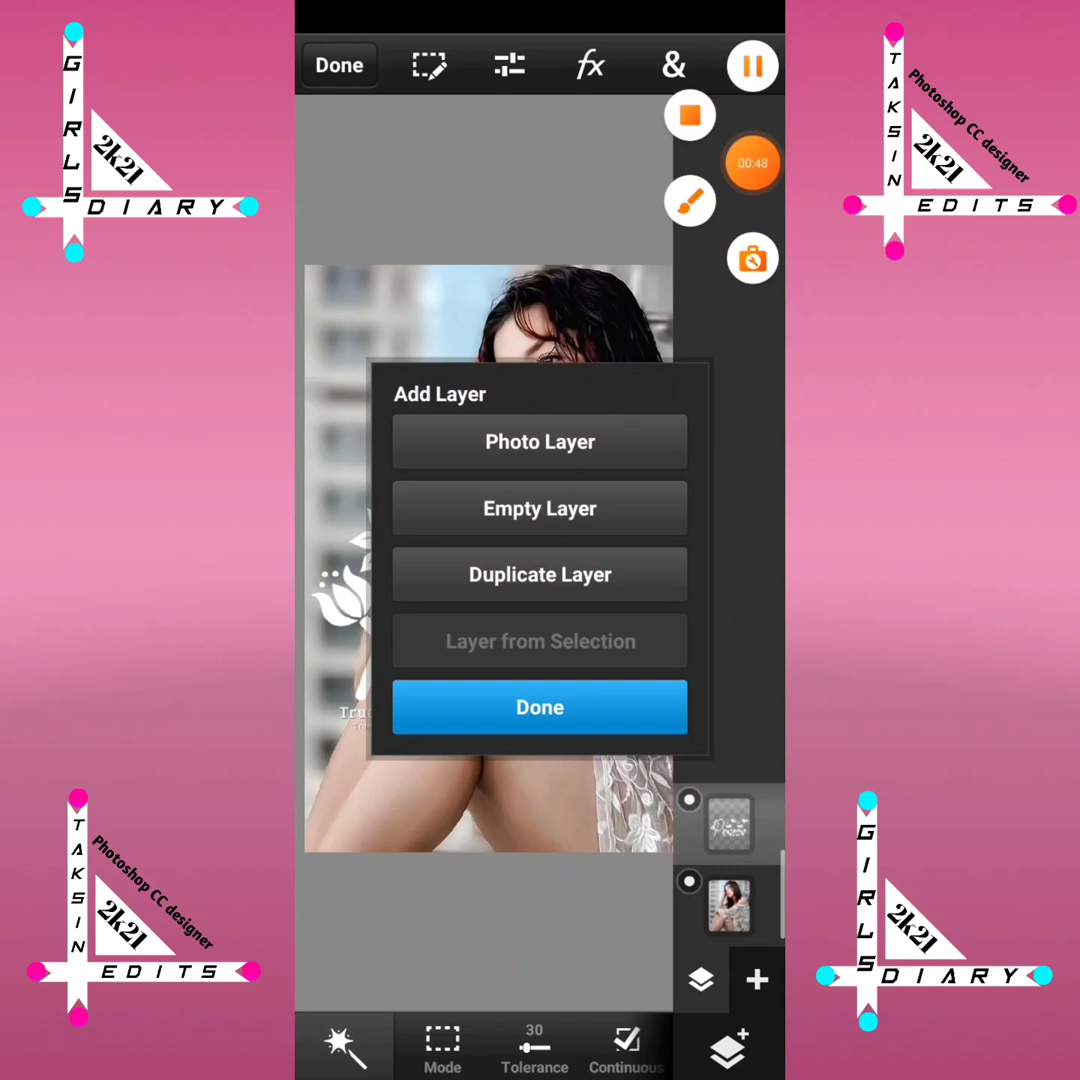 GIRLS
2k21
DIARY
TAKSIN
Photoshop CC designer
2k21
EDITS
Done
fx
&
00:48
Add Layer
Photo Layer
Empty Layer
Duplicate Layer
Layer from Selection
Done
30
Mode
Tolerance
Continuous
TAKSIN
Photoshop CC designer
2k21
EDITS
GIRLS
2k21
DIARY